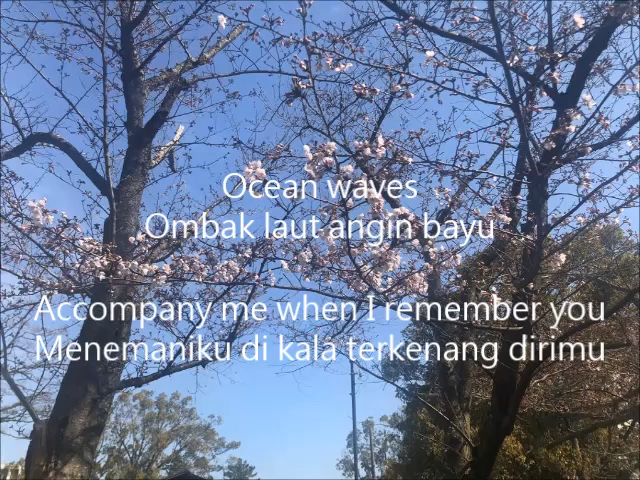 Ocean waves
Ombak laut angin bayu
Accompany me when I remember you
Menemaniku di kala terkenang dirimu